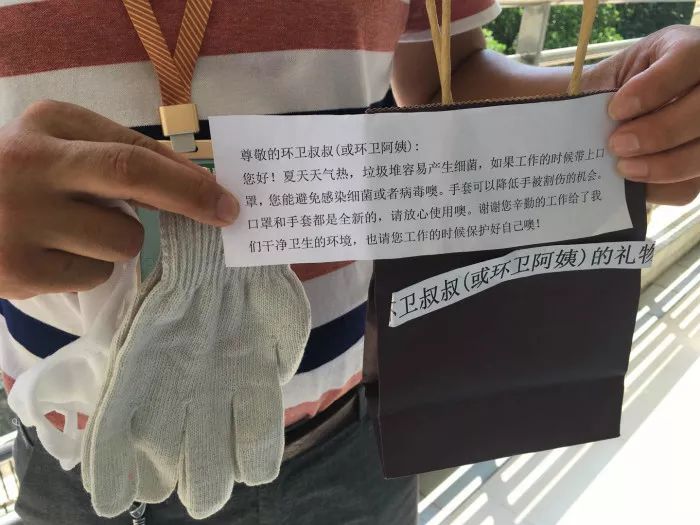 尊敬的环卫叔叔(或环卫阿姨):
您好！夏天天气热，垃圾堆容易产生细菌，如果工作的时候带上口
罩，您能避免感染细菌或者病毒噢。手套可以降低手被割伤的机会。
口罩和手套都是全新的，请放心使用噢。谢谢您辛勤的工作给了我
们干净卫生的环境，也请您工作的时候保护好自己噢！
卫叔叔(或环卫阿姨)的礼物